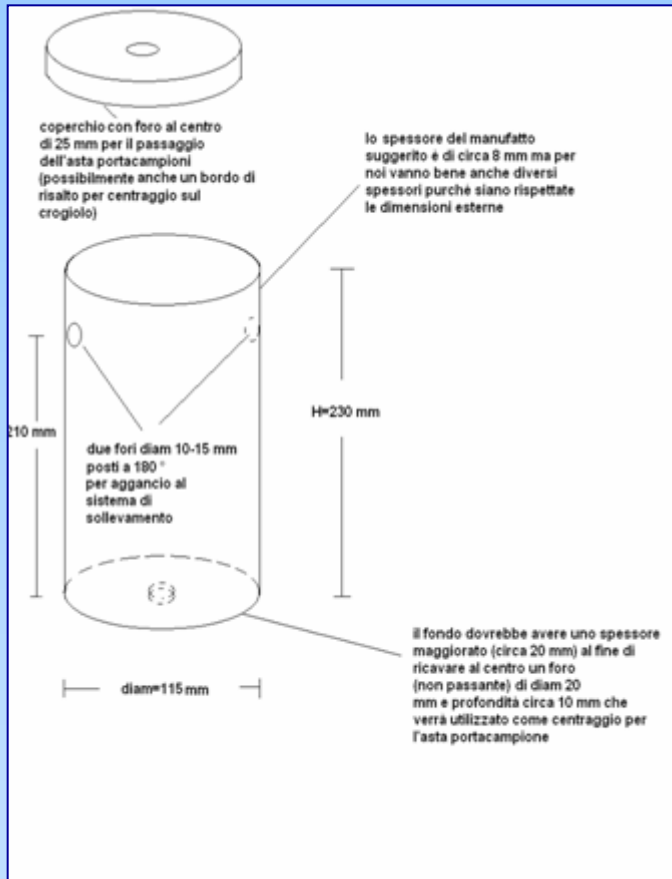 coperchio con foro al centro
di 25 mm per il passaggio
dell'asta portacampioni
(possibilmente anche un bordo di
risalto per centraggio sul
crogiolo)
lo spessore del manufatto
suggerito è di circa 8 mm ma per
noi vanno bene anche diversi
spessori purché siano rispettate
le dimensioni esterne
210 mm
H=230 mm
due fori diam 10-15 mm
posti a 180 °
per aggancio al
sistema di
sollevamento
diam=115 mm
il fondo dovrebbe avere uno spessore
maggiorato (circa 20 mm) al fine di
ricavare al centro un foro
(non passante) di diam 20
mm e profondità circa 10 mm che
verrà utilizzato come centraggio per
l'asta portacampione